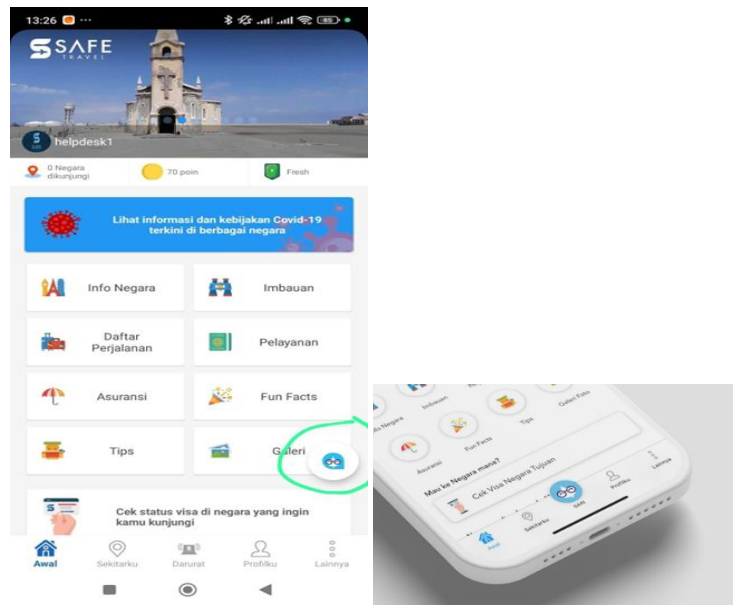 13:26
85
SAFE
TRAVEL
helpdesk1
0 Negara
dikunjungi
70 poin
Fresh
Lihat informasi dan kebijakan Covid-19
terkini di berbagai negara
Info Negara
Imbauan
Daftar
Perjalanan
Pelayanan
Asuransi
Fun Facts
Tips
Galeri
Cek status visa di negara yang ingin
kamu kunjungi
Awal
Sekitarku
Darurat
Profilku
Lainnya
Negara
Imbauan
Galeri Foto
Tips
Fun Facts
Asuransi
Mau ke Negara mana?
Cek Visa Negara Tujuan
Awal
Sekitarku
SARI
Profilku
Lainnya